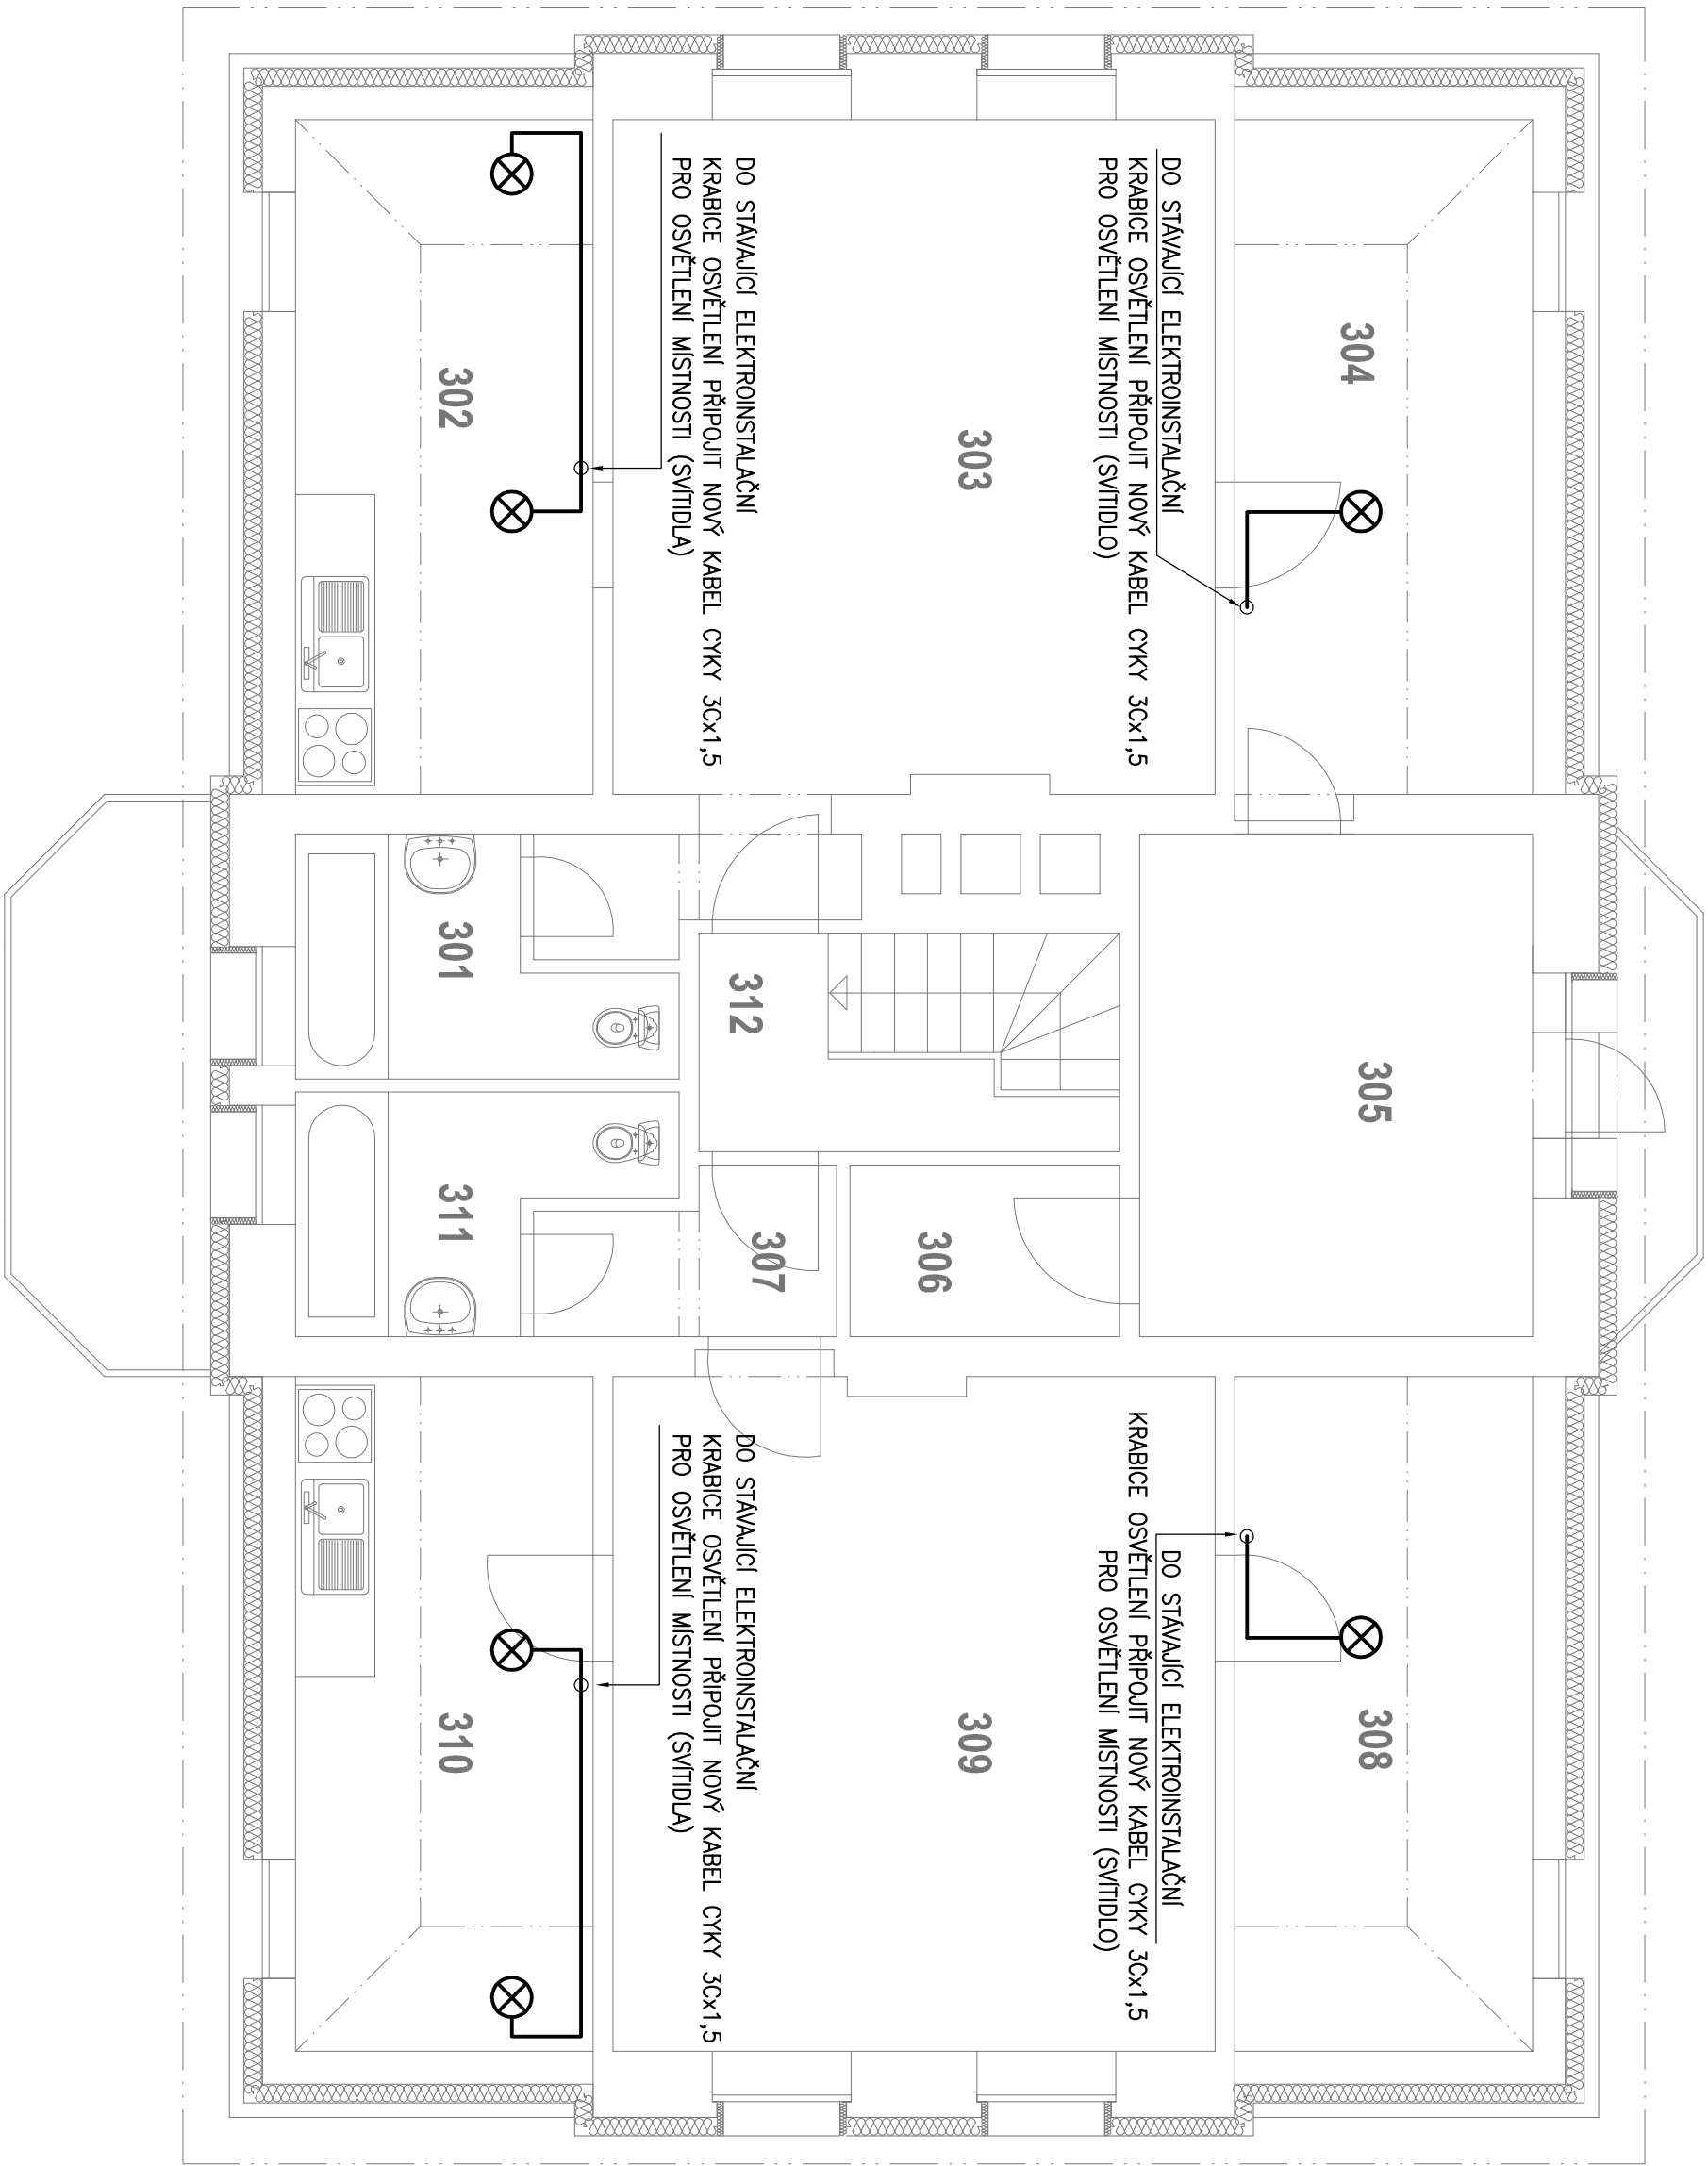 304
305
308
DO STÁVAJÍCÍ ELEKTROINSTALAČNÍ
KRABICE OSVĚTLENÍ PŘIPOJIT NOVÝ KABEL CYKY 3Cx1,5
PRO OSVĚTLENÍ MÍSTNOSTI (SVÍTIDLO)
DO STÁVAJÍCÍ ELEKTROINSTALAČNÍ
KRABICE OSVĚTLENÍ PŘIPOJIT NOVÝ KABEL CYKY 3Cx1,5
PRO OSVĚTLENÍ MÍSTNOSTI (SVÍTIDLO)
303
306
309
307
312
DO STÁVAJÍCÍ ELEKTROINSTALAČNÍ
KRABICE OSVĚTLENÍ PŘIPOJIT NOVÝ KABEL CYKY 3Cx1,5
PRO OSVĚTLENÍ MÍSTNOSTI (SVÍTIDLA)
DO STÁVAJÍCÍ ELEKTROINSTALAČNÍ
KRABICE OSVĚTLENÍ PŘIPOJIT NOVÝ KABEL CYKY 3Cx1,5
PRO OSVĚTLENÍ MÍSTNOSTI (SVÍTIDLA)
302
301
311
310